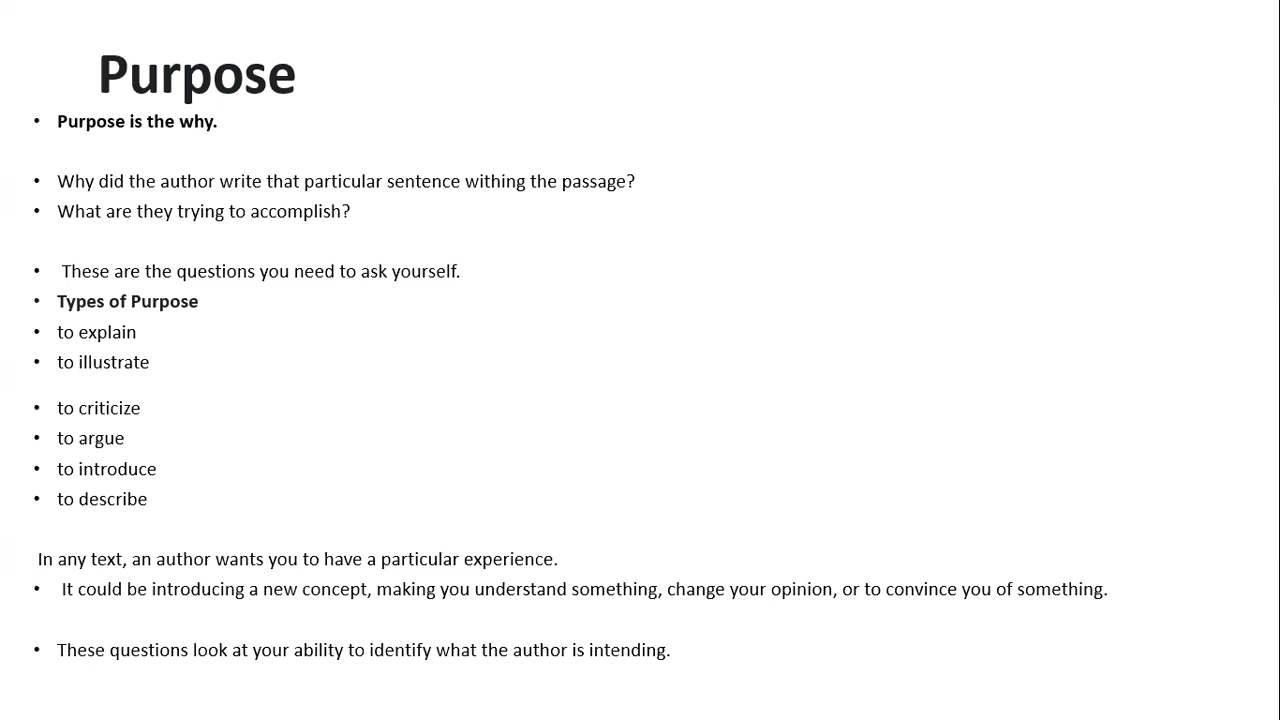 Purpose
• Purpose is the why.
• Why did the author write that particular sentence withing the passage?
• What are they trying to accomplish?
• These are the questions you need to ask yourself.
• Types of Purpose
• to explain
• to illustrate
• to criticize
• to argue
• to introduce
• to describe
In any text, an author wants you to have a particular experience.
• It could be introducing a new concept, making you understand something, change your opinion, or to convince you of something.
• These questions look at your ability to identify what the author is intending.